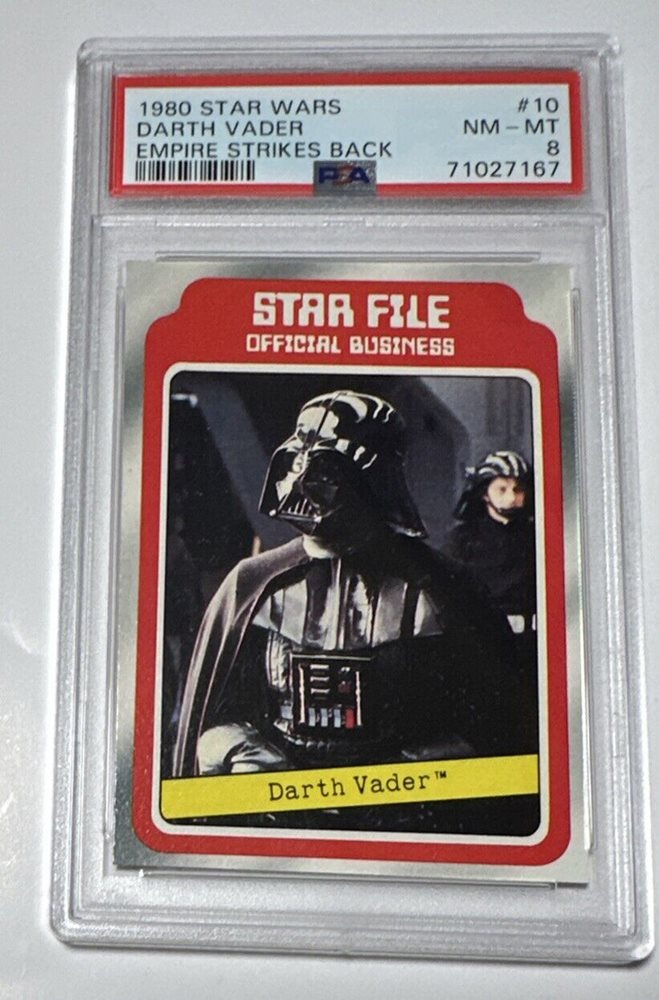 1980 STAR WARS #10
DARTH VADER NM - MT
EMPIRE STRIKES BACK 8
PSA 71027167
STAR FILE
OFFICIAL BUSINESS
Darth Vader™